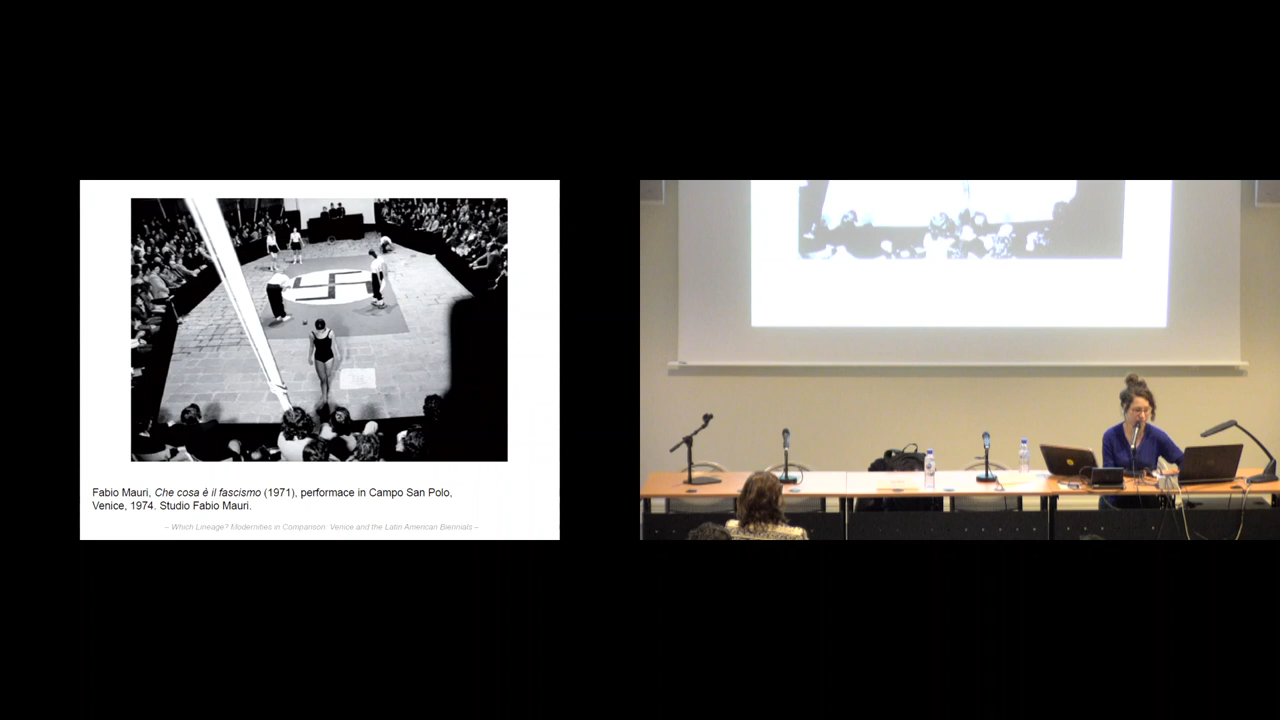 Fabio Mauri, Che cosa è il fascismo (1971), performace in Campo San Polo,
Venice, 1974. Studio Fabio Mauri.
– Which Lineage? Modernities in Comparison: Venice and the Latin American Biennials –